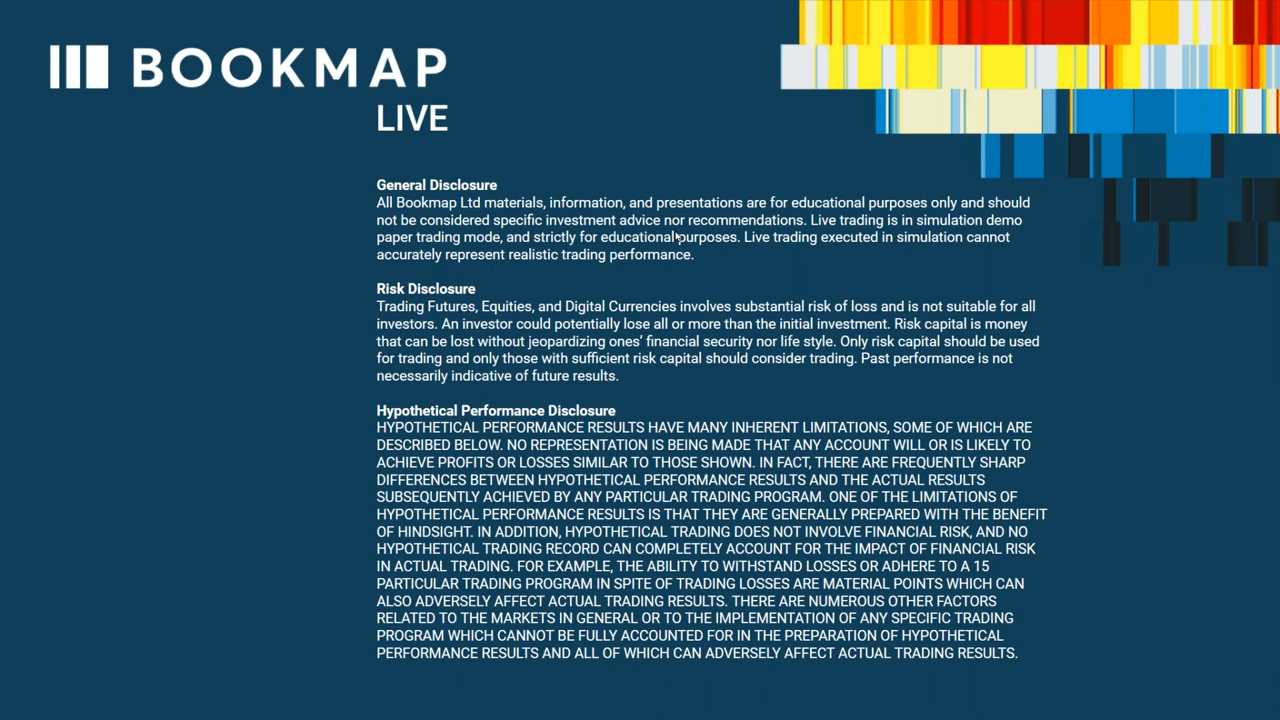 BOOKMAP
LIVE
General Disclosure
All Bookmap Ltd materials, information, and presentations are for educational purposes only and should
not be considered specific investment advice nor recommendations. Live trading is in simulation demo
paper trading mode, and strictly for educational purposes. Live trading executed in simulation cannot
accurately represent realistic trading performance.
Risk Disclosure
Trading Futures, Equities, and Digital Currencies involves substantial risk of loss and is not suitable for all
investors. An investor could potentially lose all or more than the initial investment. Risk capital is money
that can be lost without jeopardizing ones’ financial security nor life style. Only risk capital should be used
for trading and only those with sufficient risk capital should consider trading. Past performance is not
necessarily indicative of future results.
Hypothetical Performance Disclosure
HYPOTHETICAL PERFORMANCE RESULTS HAVE MANY INHERENT LIMITATIONS, SOME OF WHICH ARE
DESCRIBED BELOW. NO REPRESENTATION IS BEING MADE THAT ANY ACCOUNT WILL OR IS LIKELY TO
ACHIEVE PROFITS OR LOSSES SIMILAR TO THOSE SHOWN. IN FACT, THERE ARE FREQUENTLY SHARP
DIFFERENCES BETWEEN HYPOTHETICAL PERFORMANCE RESULTS AND THE ACTUAL RESULTS
SUBSEQUENTLY ACHIEVED BY ANY PARTICULAR TRADING PROGRAM. ONE OF THE LIMITATIONS OF
HYPOTHETICAL PERFORMANCE RESULTS IS THAT THEY ARE GENERALLY PREPARED WITH THE BENEFIT
OF HINDSIGHT. IN ADDITION, HYPOTHETICAL TRADING DOES NOT INVOLVE FINANCIAL RISK, AND NO
HYPOTHETICAL TRADING RECORD CAN COMPLETELY ACCOUNT FOR THE IMPACT OF FINANCIAL RISK
IN ACTUAL TRADING. FOR EXAMPLE, THE ABILITY TO WITHSTAND LOSSES OR ADHERE TO A 15
PARTICULAR TRADING PROGRAM IN SPITE OF TRADING LOSSES ARE MATERIAL POINTS WHICH CAN
ALSO ADVERSELY AFFECT ACTUAL TRADING RESULTS. THERE ARE NUMEROUS OTHER FACTORS
RELATED TO THE MARKETS IN GENERAL OR TO THE IMPLEMENTATION OF ANY SPECIFIC TRADING
PROGRAM WHICH CANNOT BE FULLY ACCOUNTED FOR IN THE PREPARATION OF HYPOTHETICAL
PERFORMANCE RESULTS AND ALL OF WHICH CAN ADVERSELY AFFECT ACTUAL TRADING RESULTS.